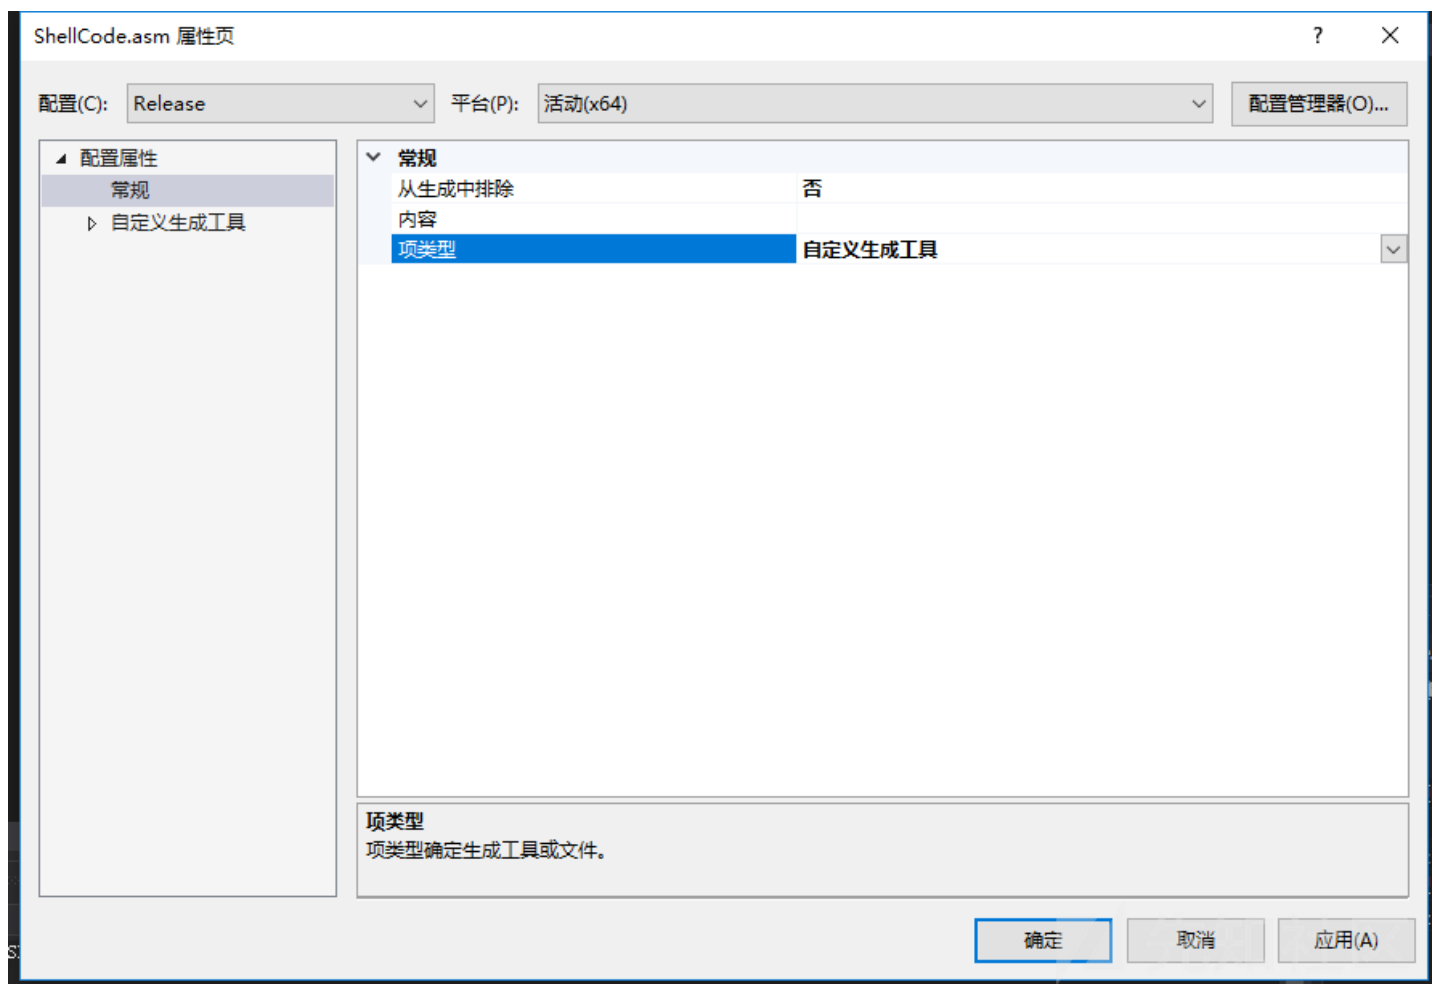 ShellCode.asm 属性页
?
配置(C): Release 平台(P): 活动(x64) 配置管理器(O)...
配置属性
常规
自定义生成工具
常规
从生成中排除 否
内容
项类型 自定义生成工具
项类型
项类型确定生成工具或文件。
确定 取消 应用(A)